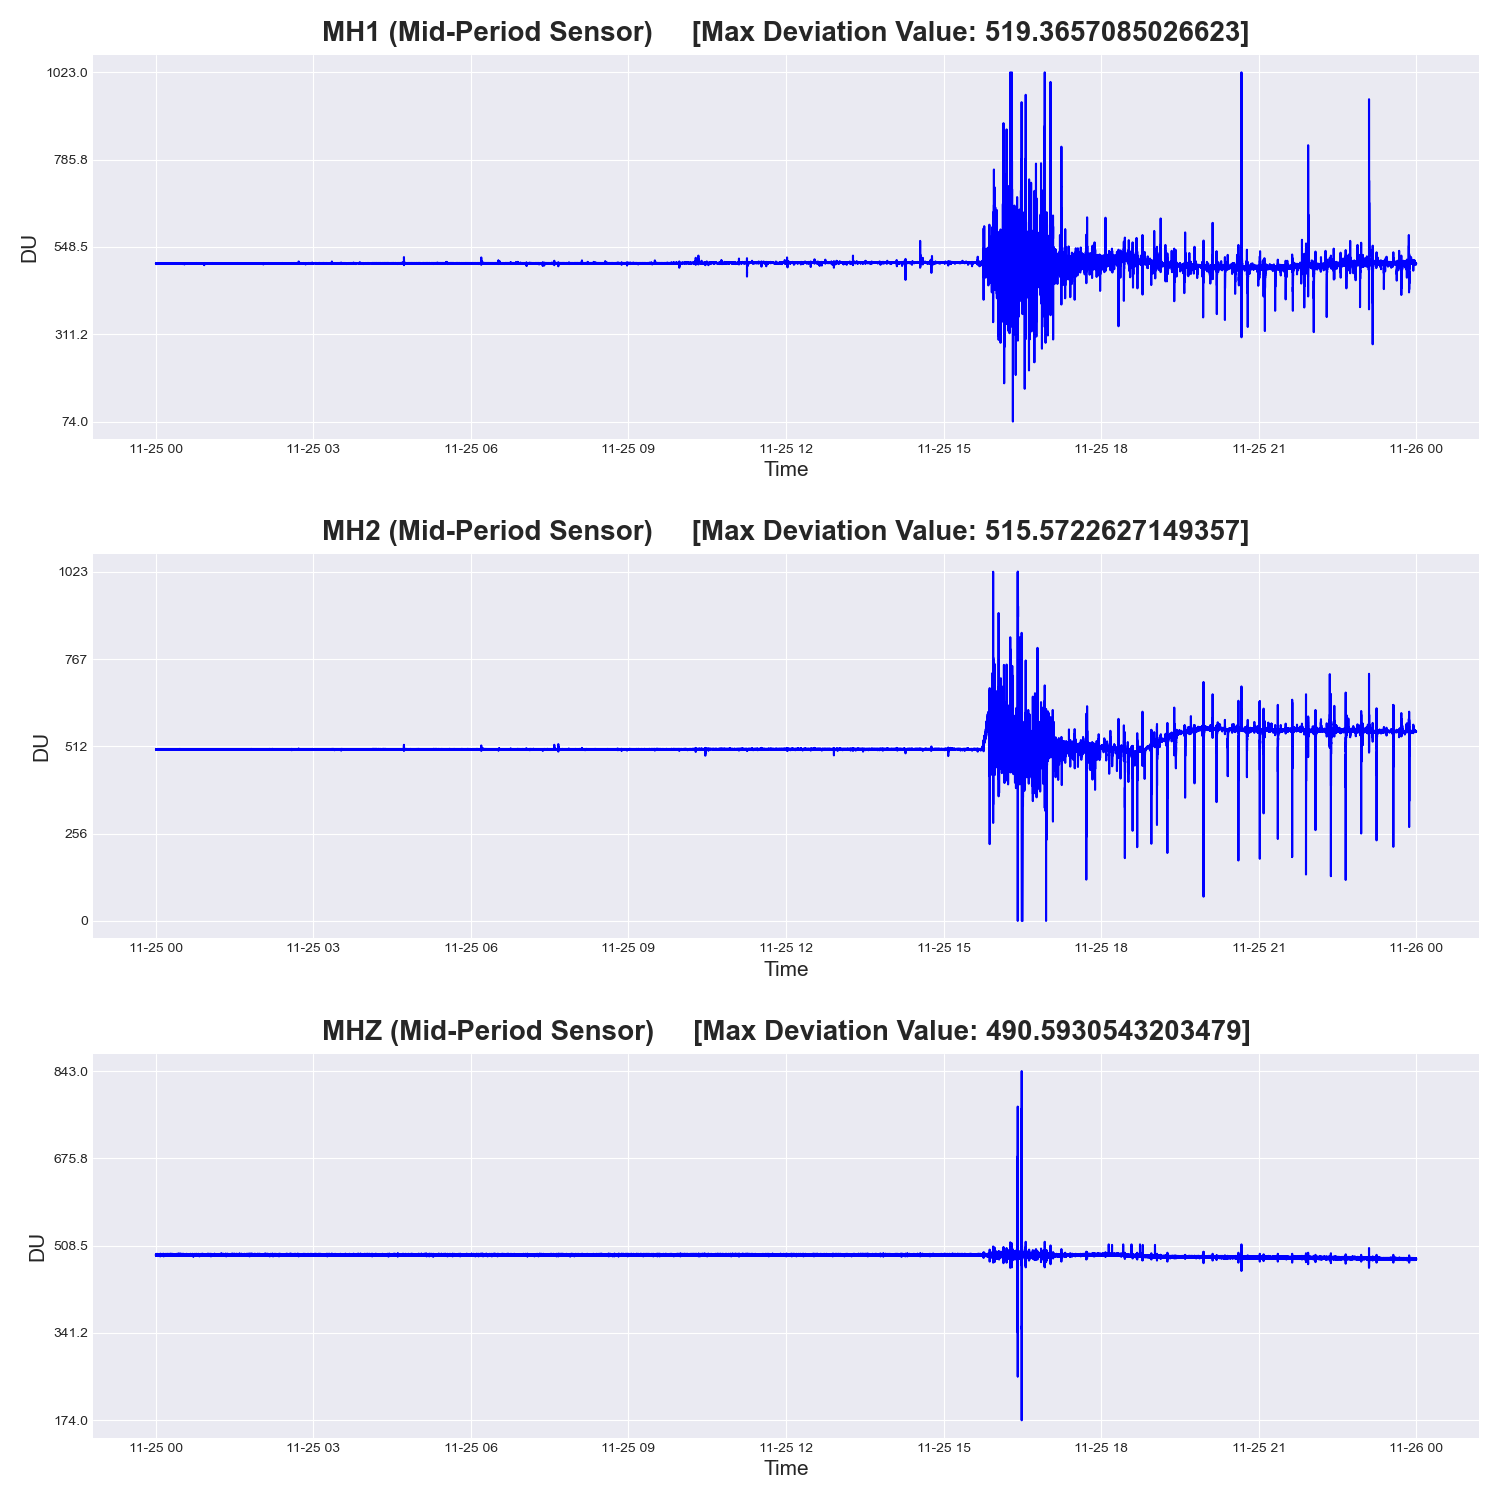 MH1 (Mid-Period Sensor) [Max Deviation Value: 519.3657085026623]
1023.0
785.8
548.5
311.2
74.0
DU
11-25 00 11-25 03 11-25 06 11-25 09 11-25 12 11-25 15 11-25 18 11-25 21 11-26 00
Time
MH2 (Mid-Period Sensor) [Max Deviation Value: 515.5722627149357]
1023
767
512
256
0
DU
11-25 00 11-25 03 11-25 06 11-25 09 11-25 12 11-25 15 11-25 18 11-25 21 11-26 00
Time
MHZ (Mid-Period Sensor) [Max Deviation Value: 490.5930543203479]
843.0
675.8
508.5
341.2
174.0
DU
11-25 00 11-25 03 11-25 06 11-25 09 11-25 12 11-25 15 11-25 18 11-25 21 11-26 00
Time